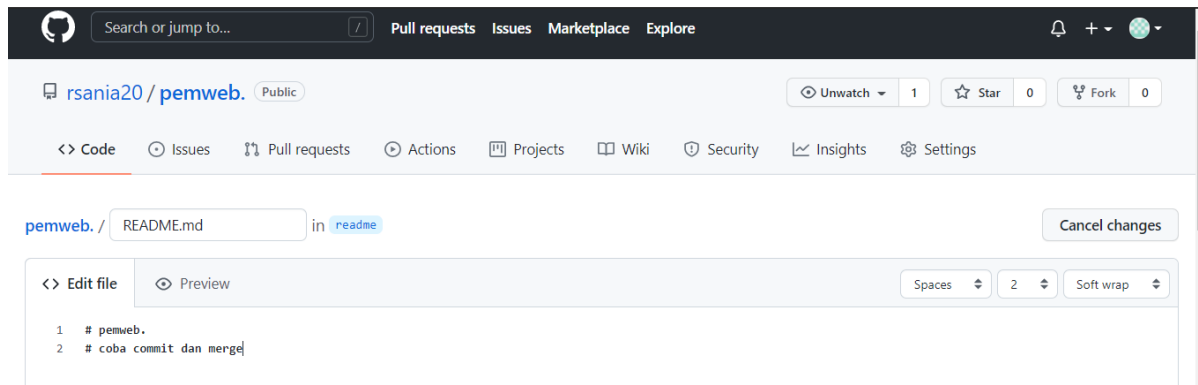 Search or jump to... / Pull requests Issues Marketplace Explore
rsania20 / pemweb. Public Unwatch 1 Star 0 Fork 0
<> Code Issues Pull requests Actions Projects Wiki Security Insights Settings
pemweb. / README.md in readme Cancel changes
<> Edit file Preview Spaces 2 Soft wrap
1 # pemweb.
2 # coba commit dan merge